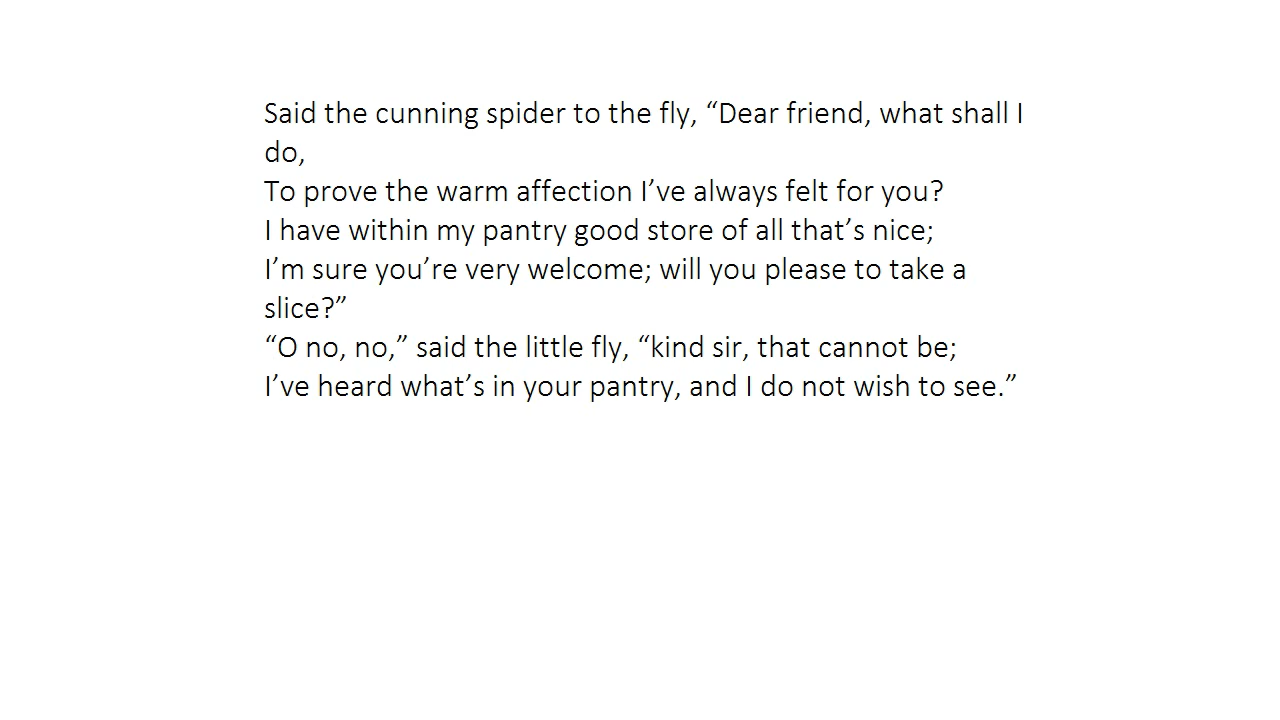 Said the cunning spider to the fly, “Dear friend, what shall I
do,
To prove the warm affection I’ve always felt for you?
I have within my pantry good store of all that’s nice;
I’m sure you’re very welcome; will you please to take a
slice?”
“O no, no,” said the little fly, “kind sir, that cannot be;
I’ve heard what’s in your pantry, and I do not wish to see.”